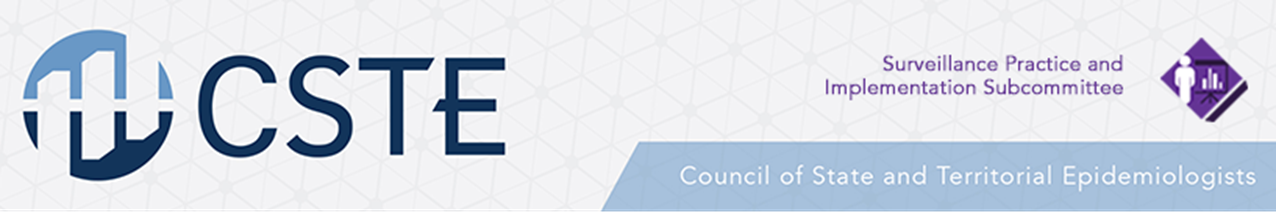 CSTE
Surveillance Practice and
Implementation Subcommittee
Council of State and Territorial Epidemiologists